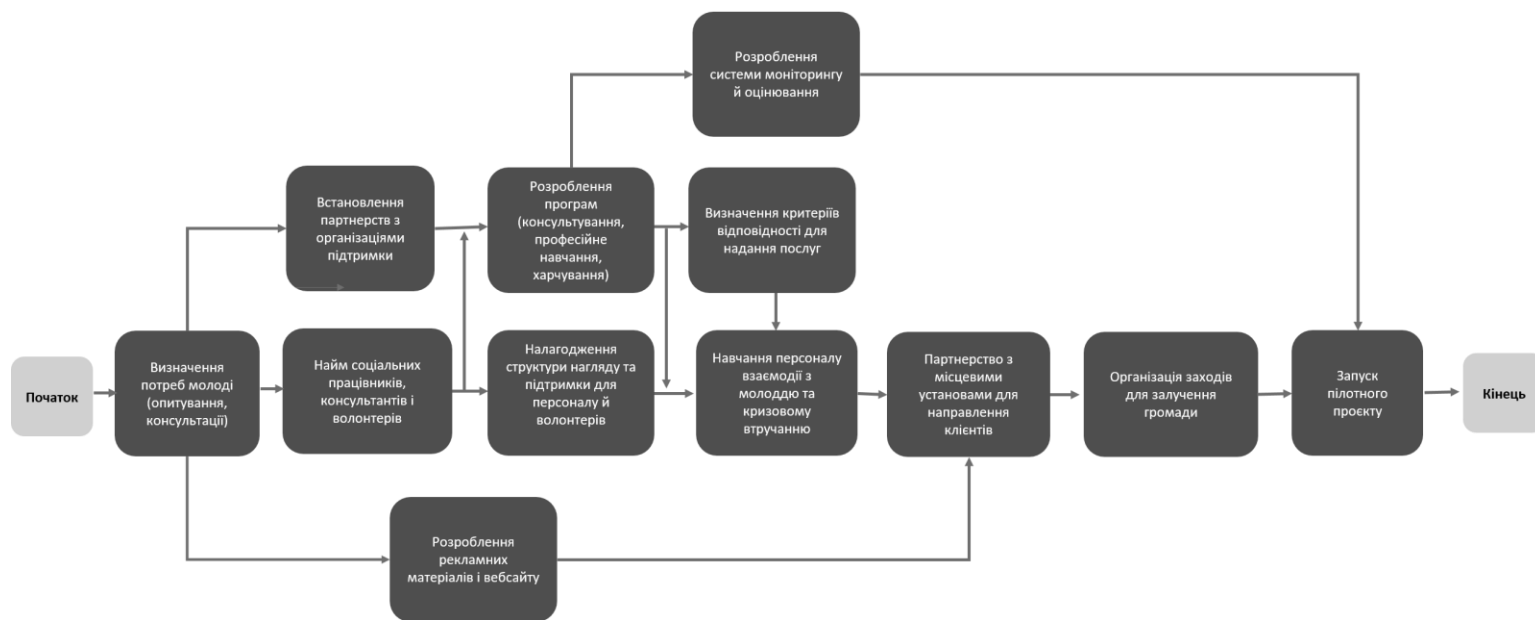 Розроблення
системи моніторингу
й оцінювання
Встановлення
партнерств з
організаціями
підтримки
Розроблення
програм
(консультування,
професійне
навчання,
харчування)
Визначення критеріїв
відповідності для
надання послуг
Початок
Визначення
потреб молоді
(опитування,
консультації)
Найм соціальних
працівників,
консультантів і
волонтерів
Налагодження
структури нагляду та
підтримки для
персоналу й
волонтерів
Навчання персоналу
взаємодії з
молоддю та
кризовому
втручанню
Партнерство з
місцевими
установами для
направлення
клієнтів
Організація заходів
для залучення
громади
Запуск
пілотного
проєкту
Кінець
Розроблення
рекламних
матеріалів і вебсайту